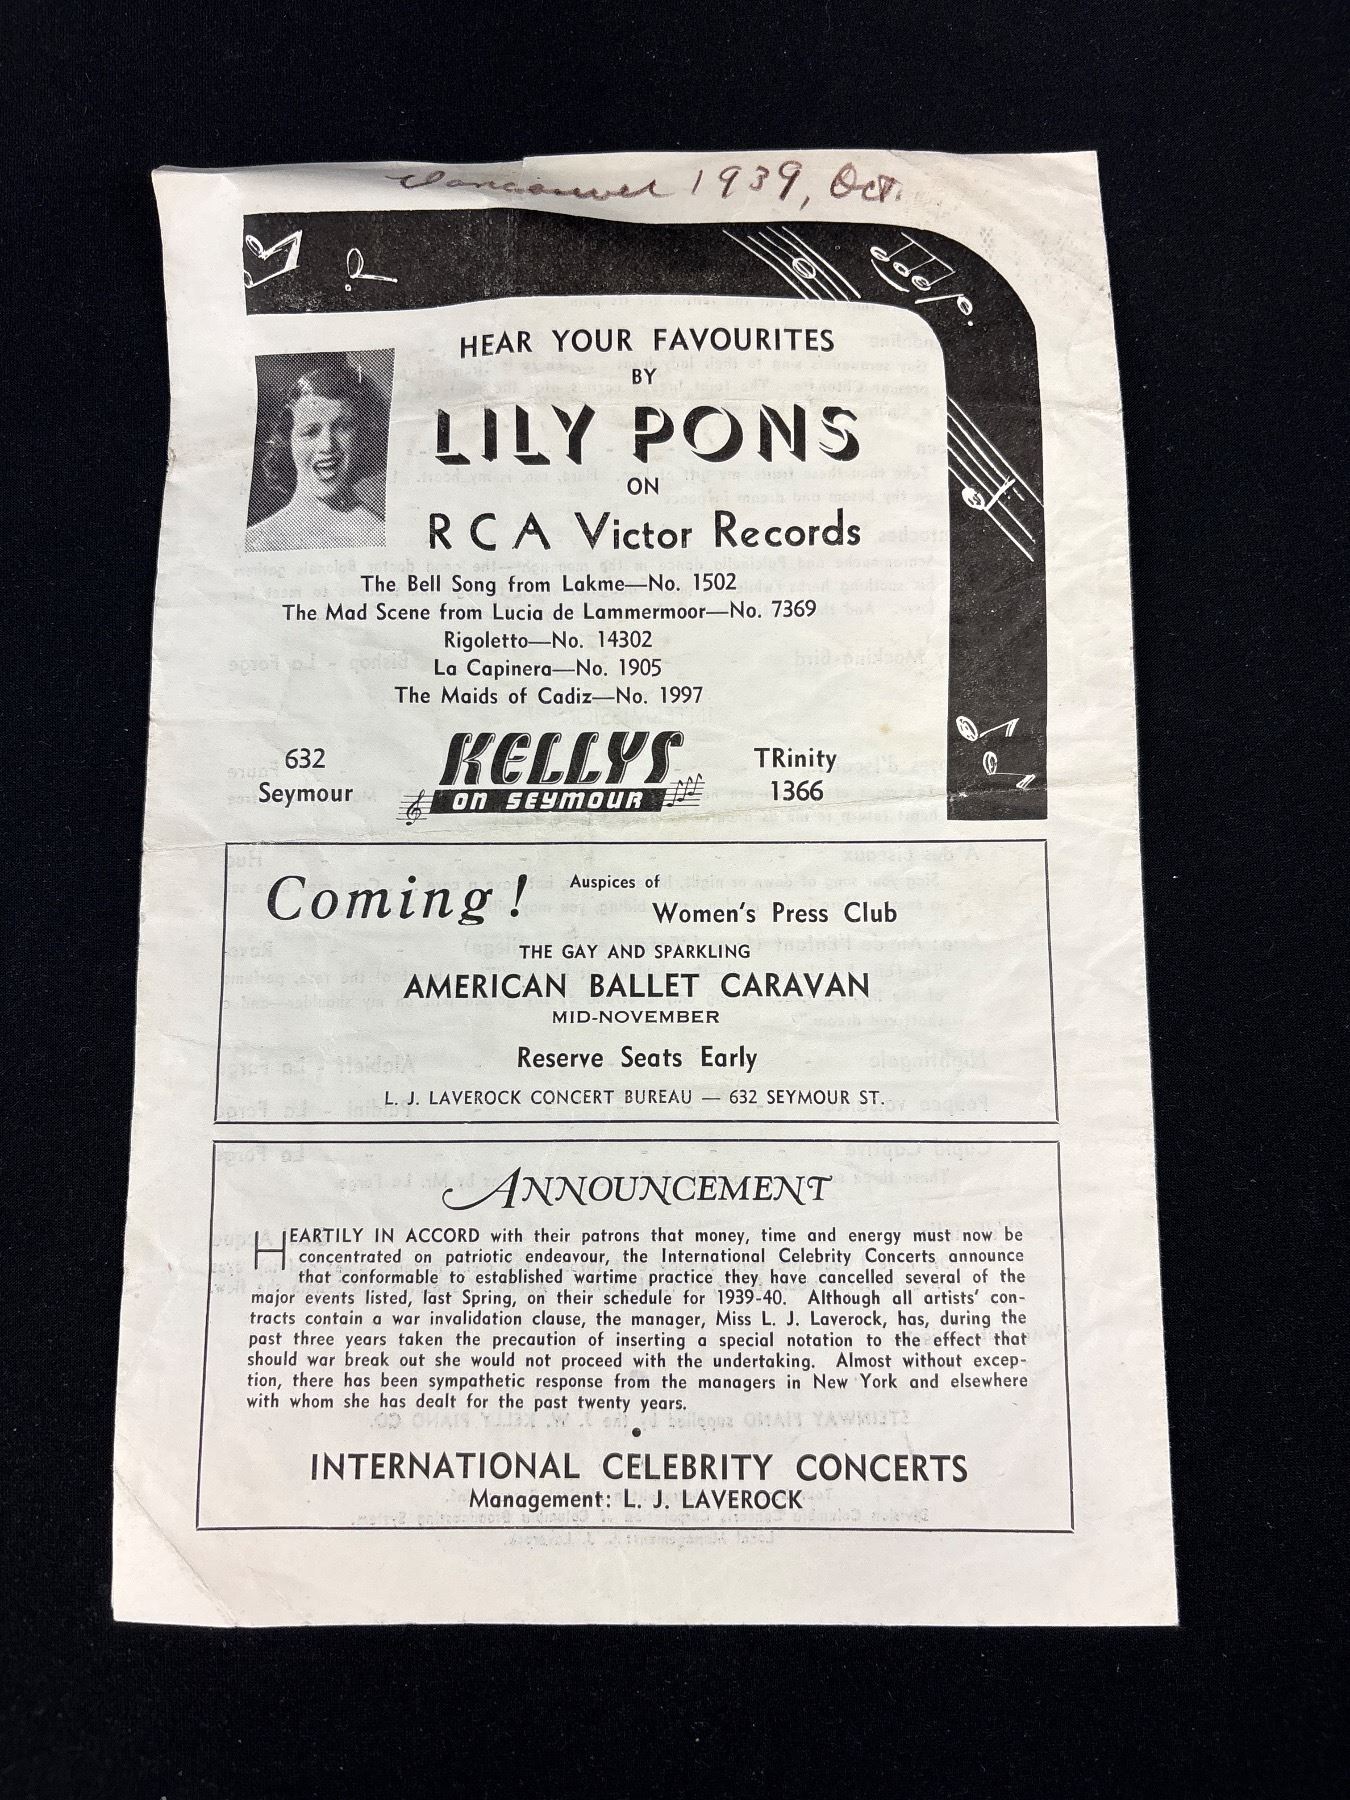 Vancouver 1939, Oct.
HEAR YOUR FAVOURITES
BY
LILY PONS
ON
RCA Victor Records
The Bell Song from Lakme—No. 1502
The Mad Scene from Lucia de Lammermoor—No. 7369
Rigoletto—No. 14302
La Capinera—No. 1905
The Maids of Cadiz—No. 1997
632
Seymour
KELLYS
ON SEYMOUR
TRinity
1366
Coming!
Auspices of
Women's Press Club
THE GAY AND SPARKLING
AMERICAN BALLET CARAVAN
MID-NOVEMBER
Reserve Seats Early
L. J. LAVEROCK CONCERT BUREAU — 632 SEYMOUR ST.
ANNOUNCEMENT
HEARTILY IN ACCORD with their patrons that money, time and energy must now be
concentrated on patriotic endeavour, the International Celebrity Concerts announce
that conformable to established wartime practice they have cancelled several of the
major events listed, last Spring, on their schedule for 1939-40. Although all artists' con-
tracts contain a war invalidation clause, the manager, Miss L. J. Laverock, has, during the
past three years taken the precaution of inserting a special notation to the effect that
should war break out she would not proceed with the undertaking. Almost without excep-
tion, there has been sympathetic response from the managers in New York and elsewhere
with whom she has dealt for the past twenty years.
INTERNATIONAL CELEBRITY CONCERTS
Management: L. J. LAVEROCK